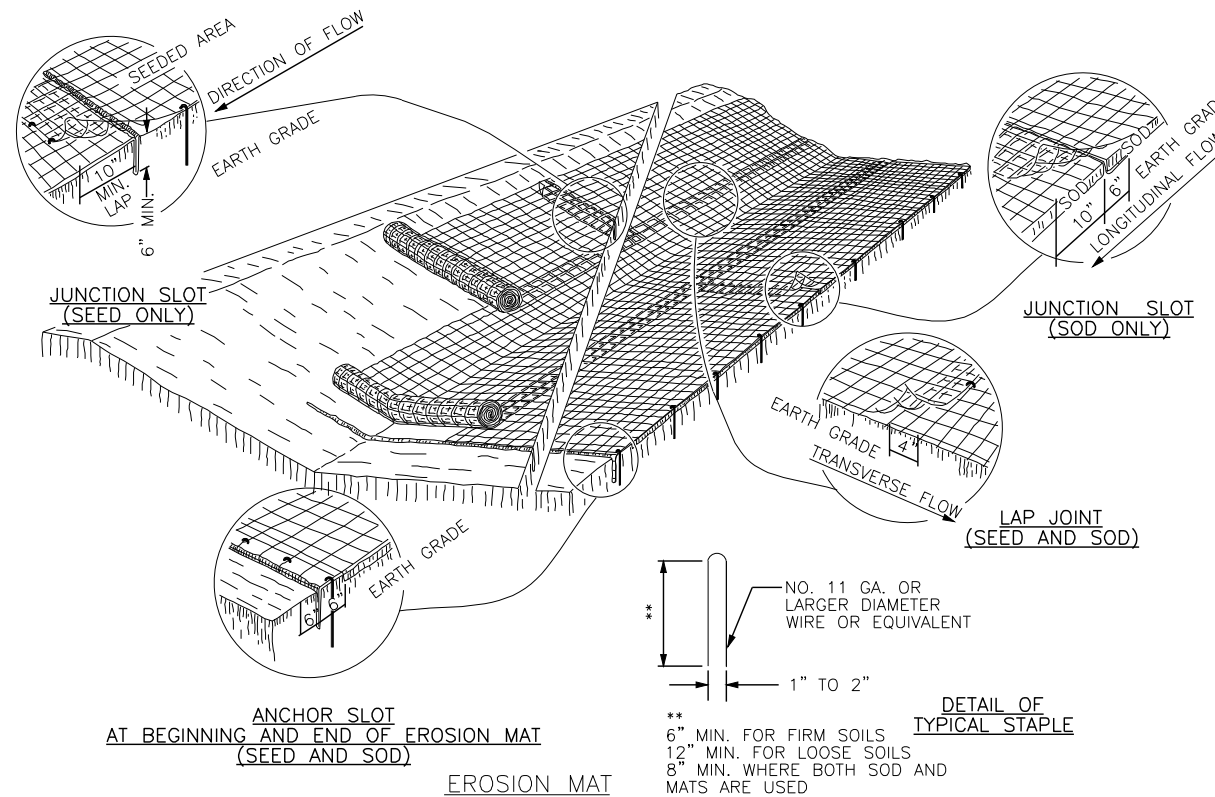 SEEDED AREA
DIRECTION OF FLOW
EARTH GRADE
10"
MIN.
LAP
6" MIN.
JUNCTION SLOT
(SEED ONLY)
SOD
SOD
6"
10"
EARTH GRAD
LONGITUDINAL FLOW
JUNCTION SLOT
(SOD ONLY)
EARTH GRADE
4"
TRANSVERSE FLOW
LAP JOINT
(SEED AND SOD)
EARTH GRADE
6"
6"
ANCHOR SLOT
AT BEGINNING AND END OF EROSION MAT
(SEED AND SOD)
**
NO. 11 GA. OR
LARGER DIAMETER
WIRE OR EQUIVALENT
1" TO 2"
DETAIL OF
TYPICAL STAPLE
**
6" MIN. FOR FIRM SOILS
12" MIN. FOR LOOSE SOILS
8" MIN. WHERE BOTH SOD AND
MATS ARE USED
EROSION MAT